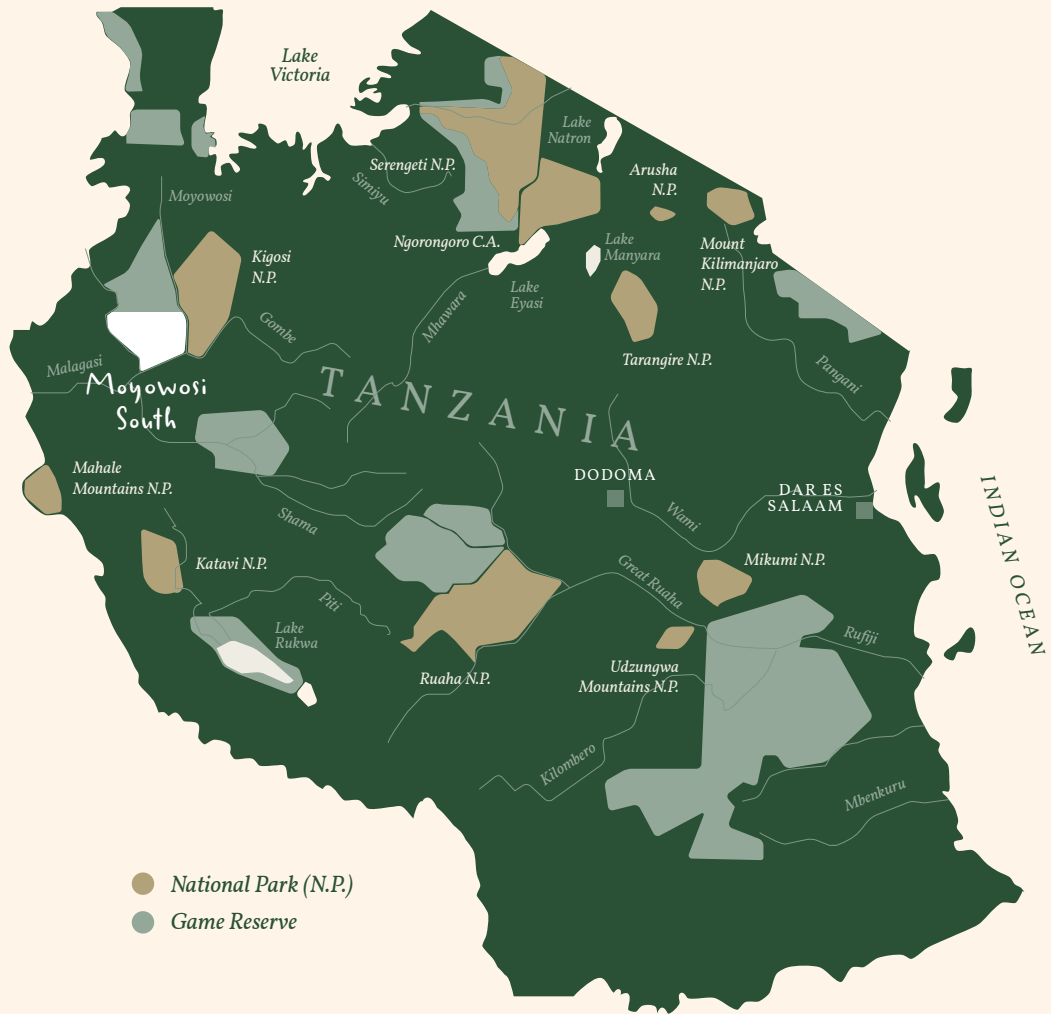 Lake
Victoria
Lake
Natron
Serengeti N.P.
Simiyu
Arusha
N.P.
Moyowosi
Ngorongoro C.A.
Lake
Manyara
Mount
Kilimanjaro
N.P.
Kigosi
N.P.
Lake
Eyasi
Mhawara
Gombe
Tarangire N.P.
Malagasi
Pangani
Moyowosi
South
TANZANIA
Mahale
Mountains N.P.
DODOMA
DAR ES
SALAAM
INDIAN OCEAN
Shama
Wami
Katavi N.P.
Mikumi N.P.
Great Ruaha
Piti
Lake
Rukwa
Rufiji
Ruaha N.P.
Udzungwa
Mountains N.P.
Kilombero
Mbenkuru
National Park (N.P.)
Game Reserve